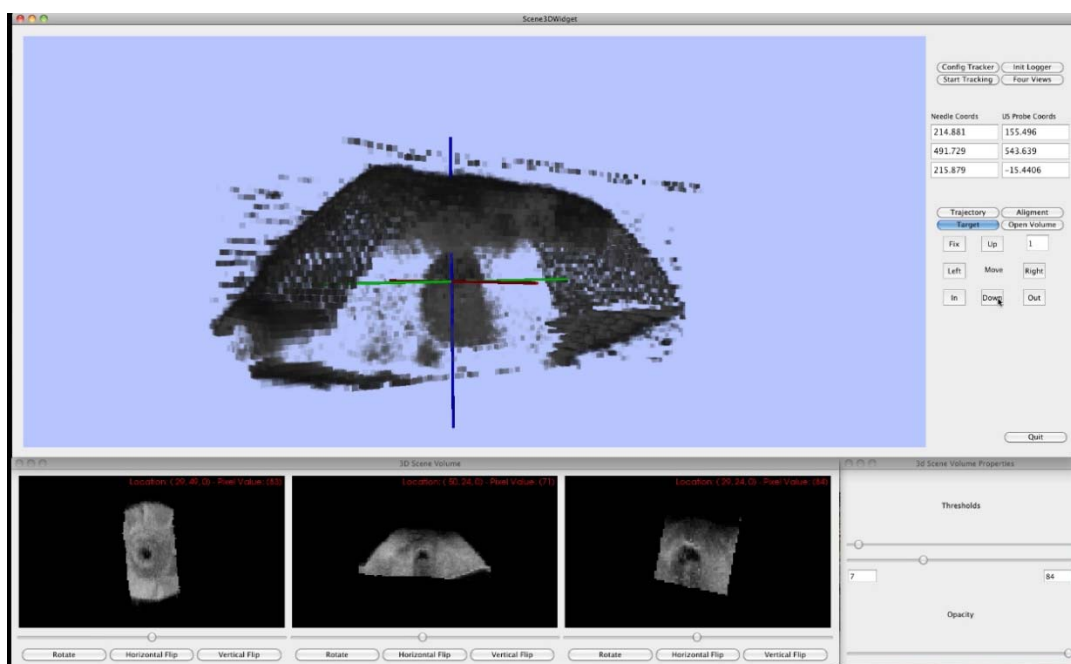 Scene3DWidget
Config Tracker Init Logger
Start Tracking Four Views
Needle Coords US Probe Coords
214.881 155.496
491.729 543.639
215.879 -15.4406
Trajectory Aligment
Target Open Volume
Fix Up 1
Left Move Right
In Down Out
Quit
3D Scene Volume 3d Scene Volume Properties
Location: ( 29, 49, 0) - Pixel Value: (83) Location: ( 50, 24, 0) - Pixel Value: (71) Location: ( 29, 24, 0) - Pixel Value: (84)
Thresholds
7 84
Opacity
Rotate Horizontal Flip Vertical Flip Rotate Horizontal Flip Vertical Flip Rotate Horizontal Flip Vertical Flip